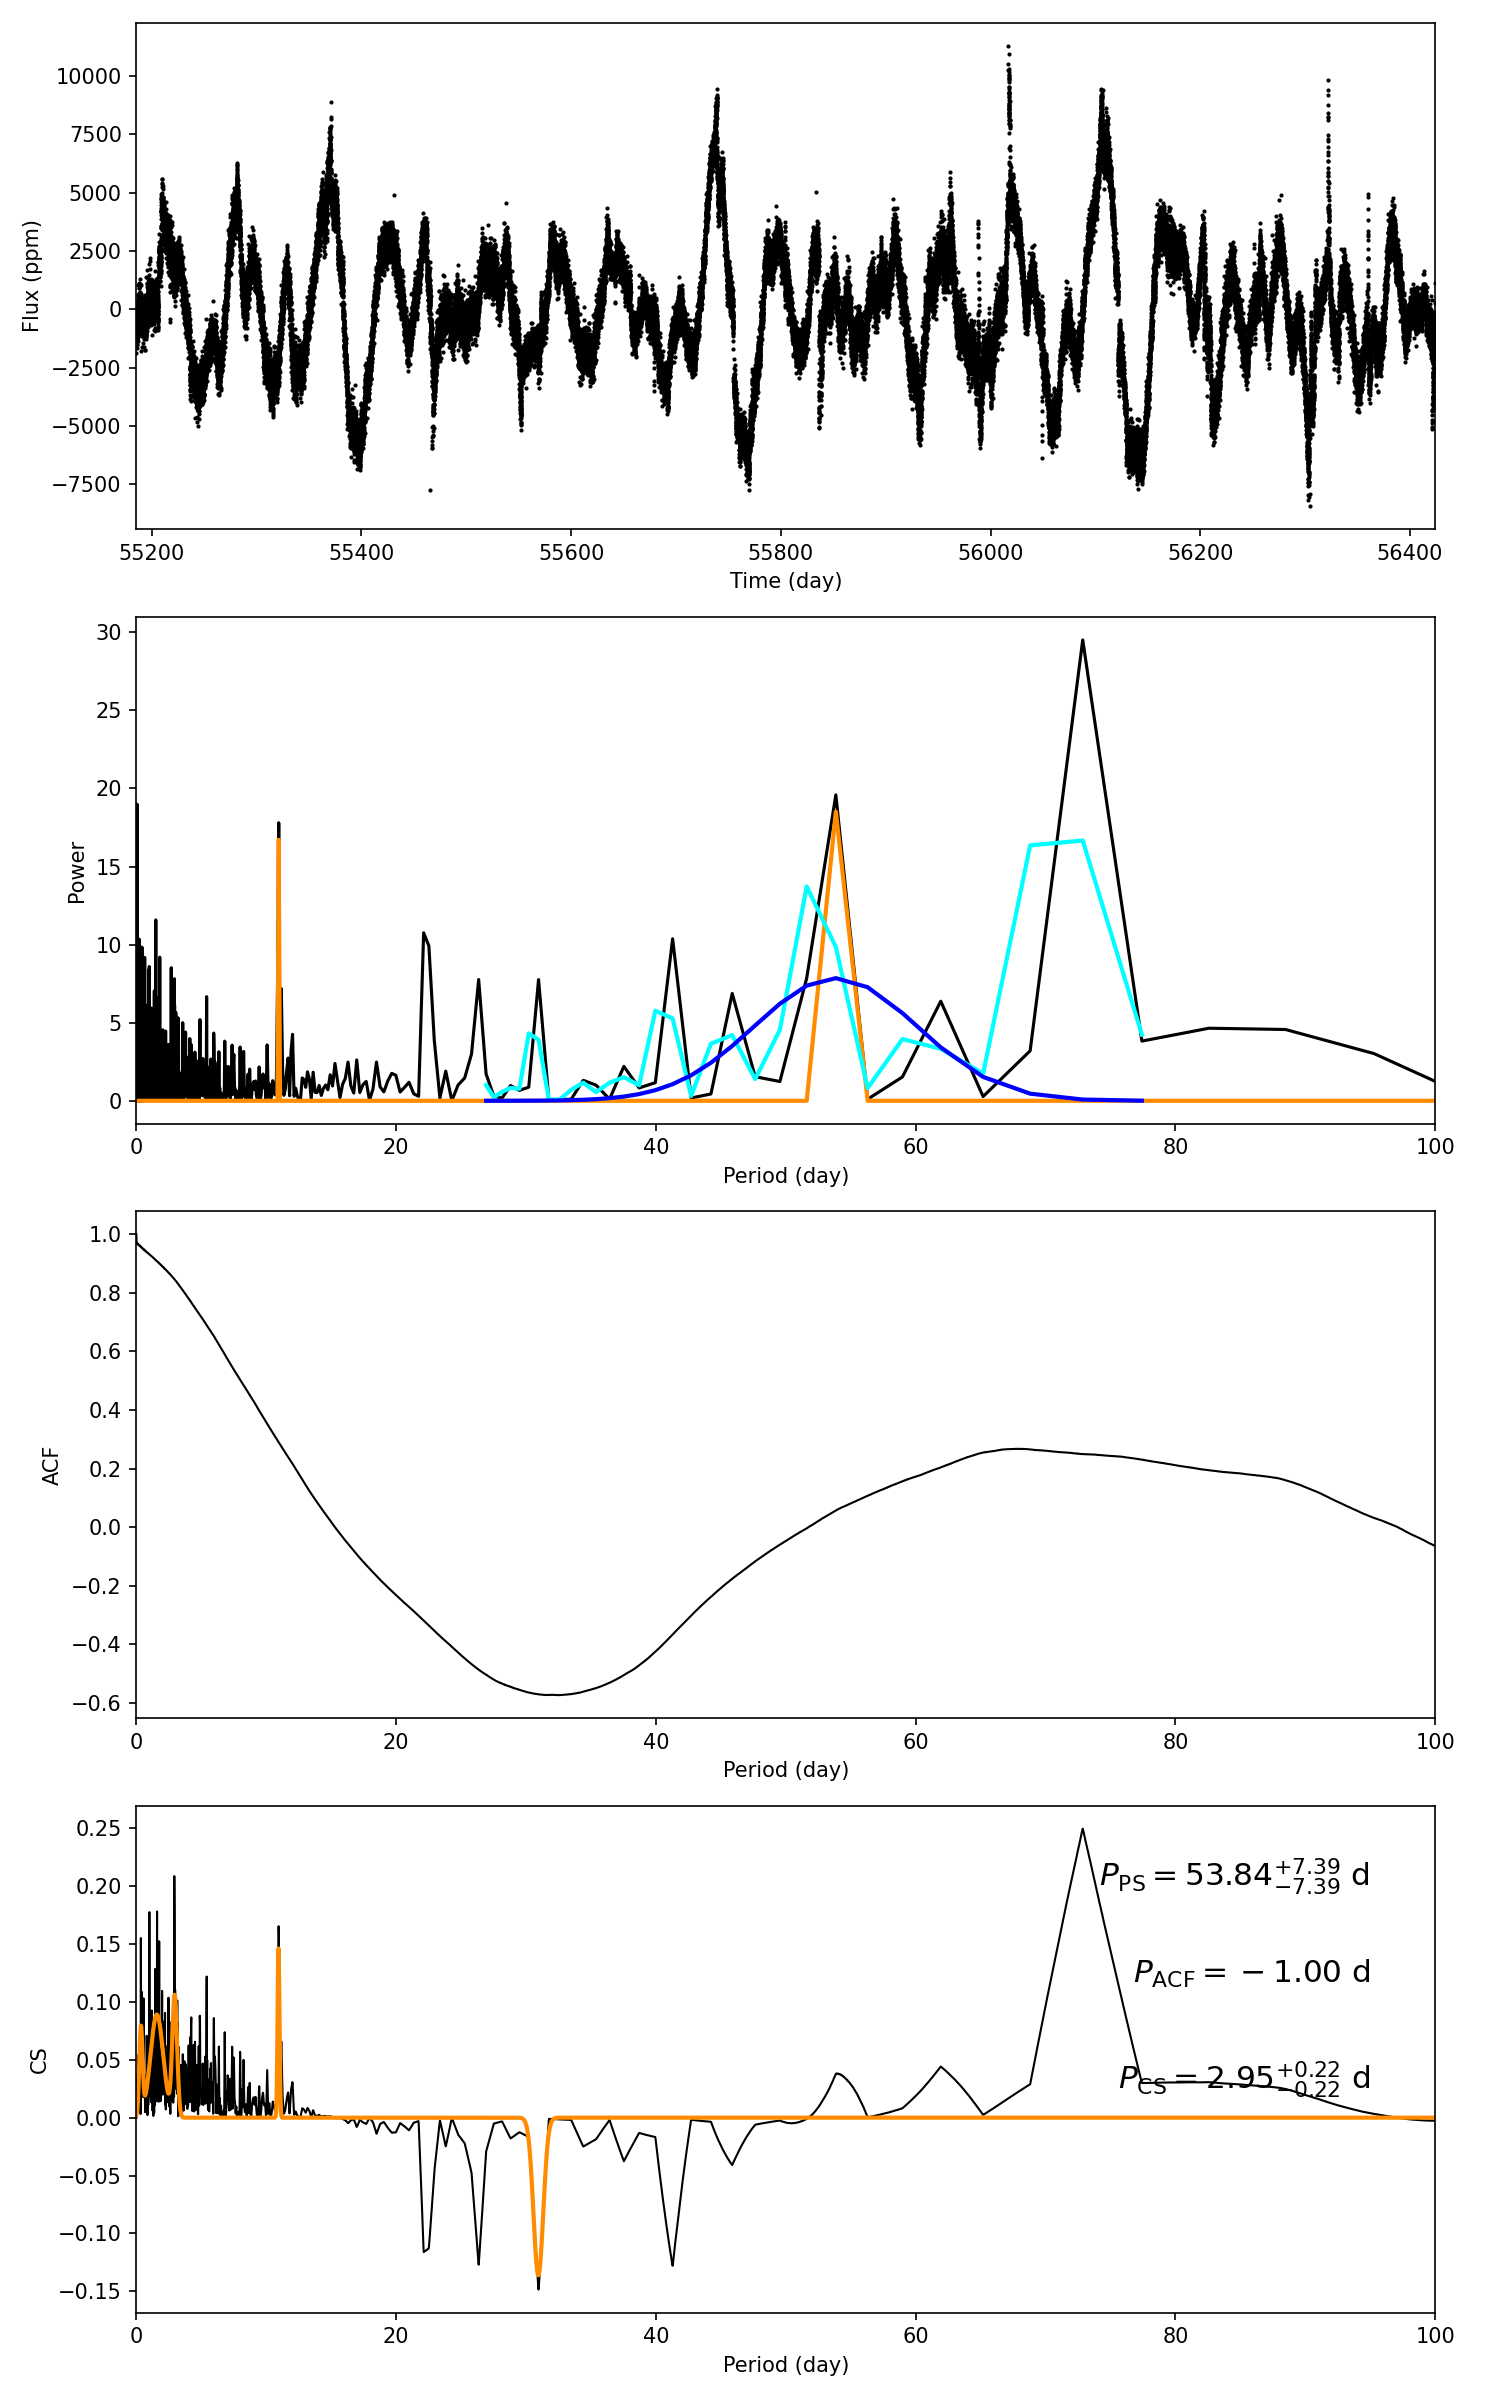 10000
7500
5000
2500
0
−2500
−5000
−7500
Flux (ppm)
55200 55400 55600 55800 56000 56200 56400
Time (day)
30
25
20
15
10
5
0
Power
0 20 40 60 80 100
Period (day)
1.0
0.8
0.6
0.4
0.2
0.0
−0.2
−0.4
−0.6
ACF
0 20 40 60 80 100
Period (day)
0.25
0.20
0.15
0.10
0.05
0.00
−0.05
−0.10
−0.15
CS
P_PS = 53.84 +7.39 −7.39 d
P_ACF = −1.00 d
P_CS = 2.95 +0.22 −0.22 d
0 20 40 60 80 100
Period (day)